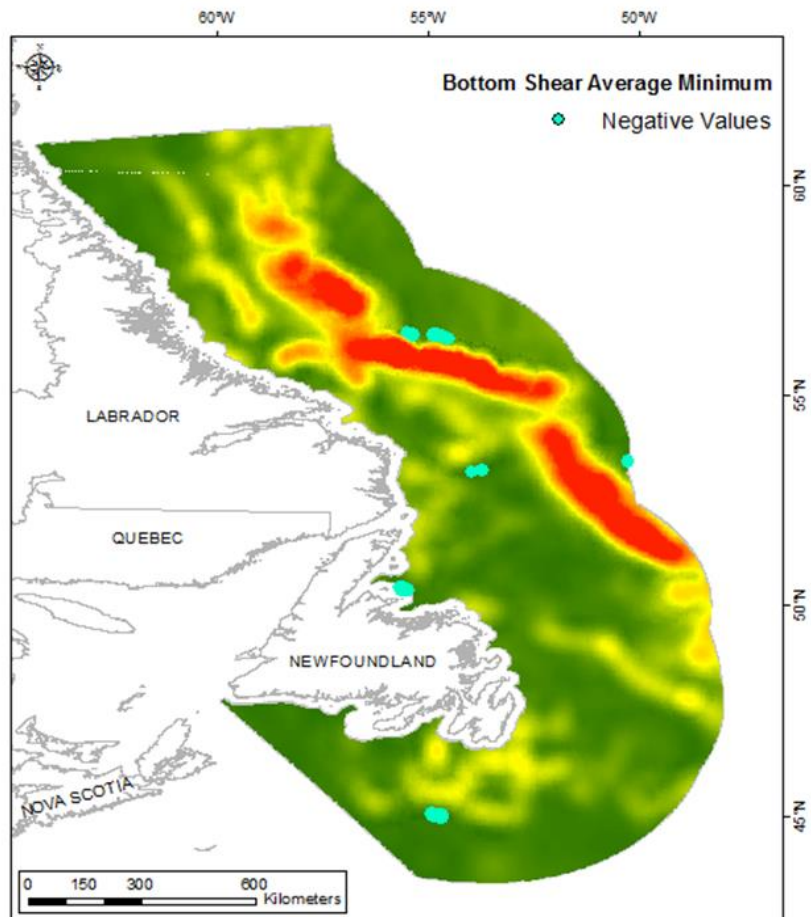 60°W
55°W
50°W
Bottom Shear Average Minimum
Negative Values
60°N
55°N
LABRADOR
QUEBEC
50°N
NEWFOUNDLAND
NOVA SCOTIA
45°N
0 150 300 600
Kilometers